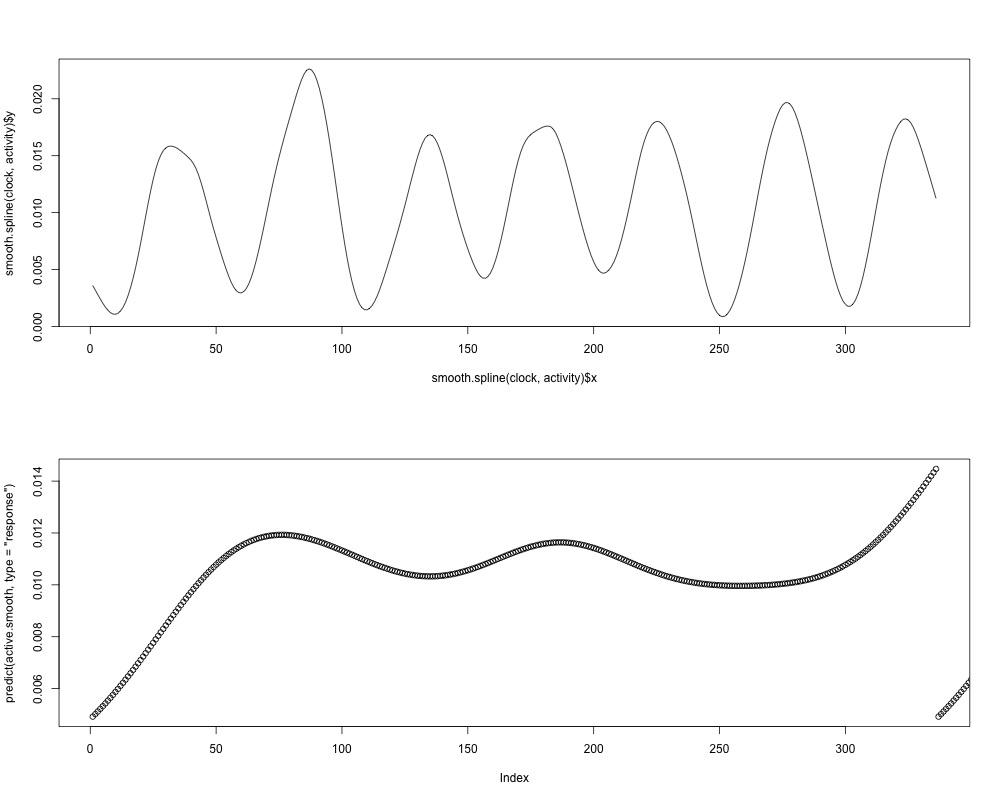 smooth.spline(clock, activity)$y
0.020
0.015
0.010
0.005
0.000
0 50 100 150 200 250 300
smooth.spline(clock, activity)$x
predict(active.smooth, type = "response")
0.014
0.012
0.010
0.008
0.006
0 50 100 150 200 250 300
Index